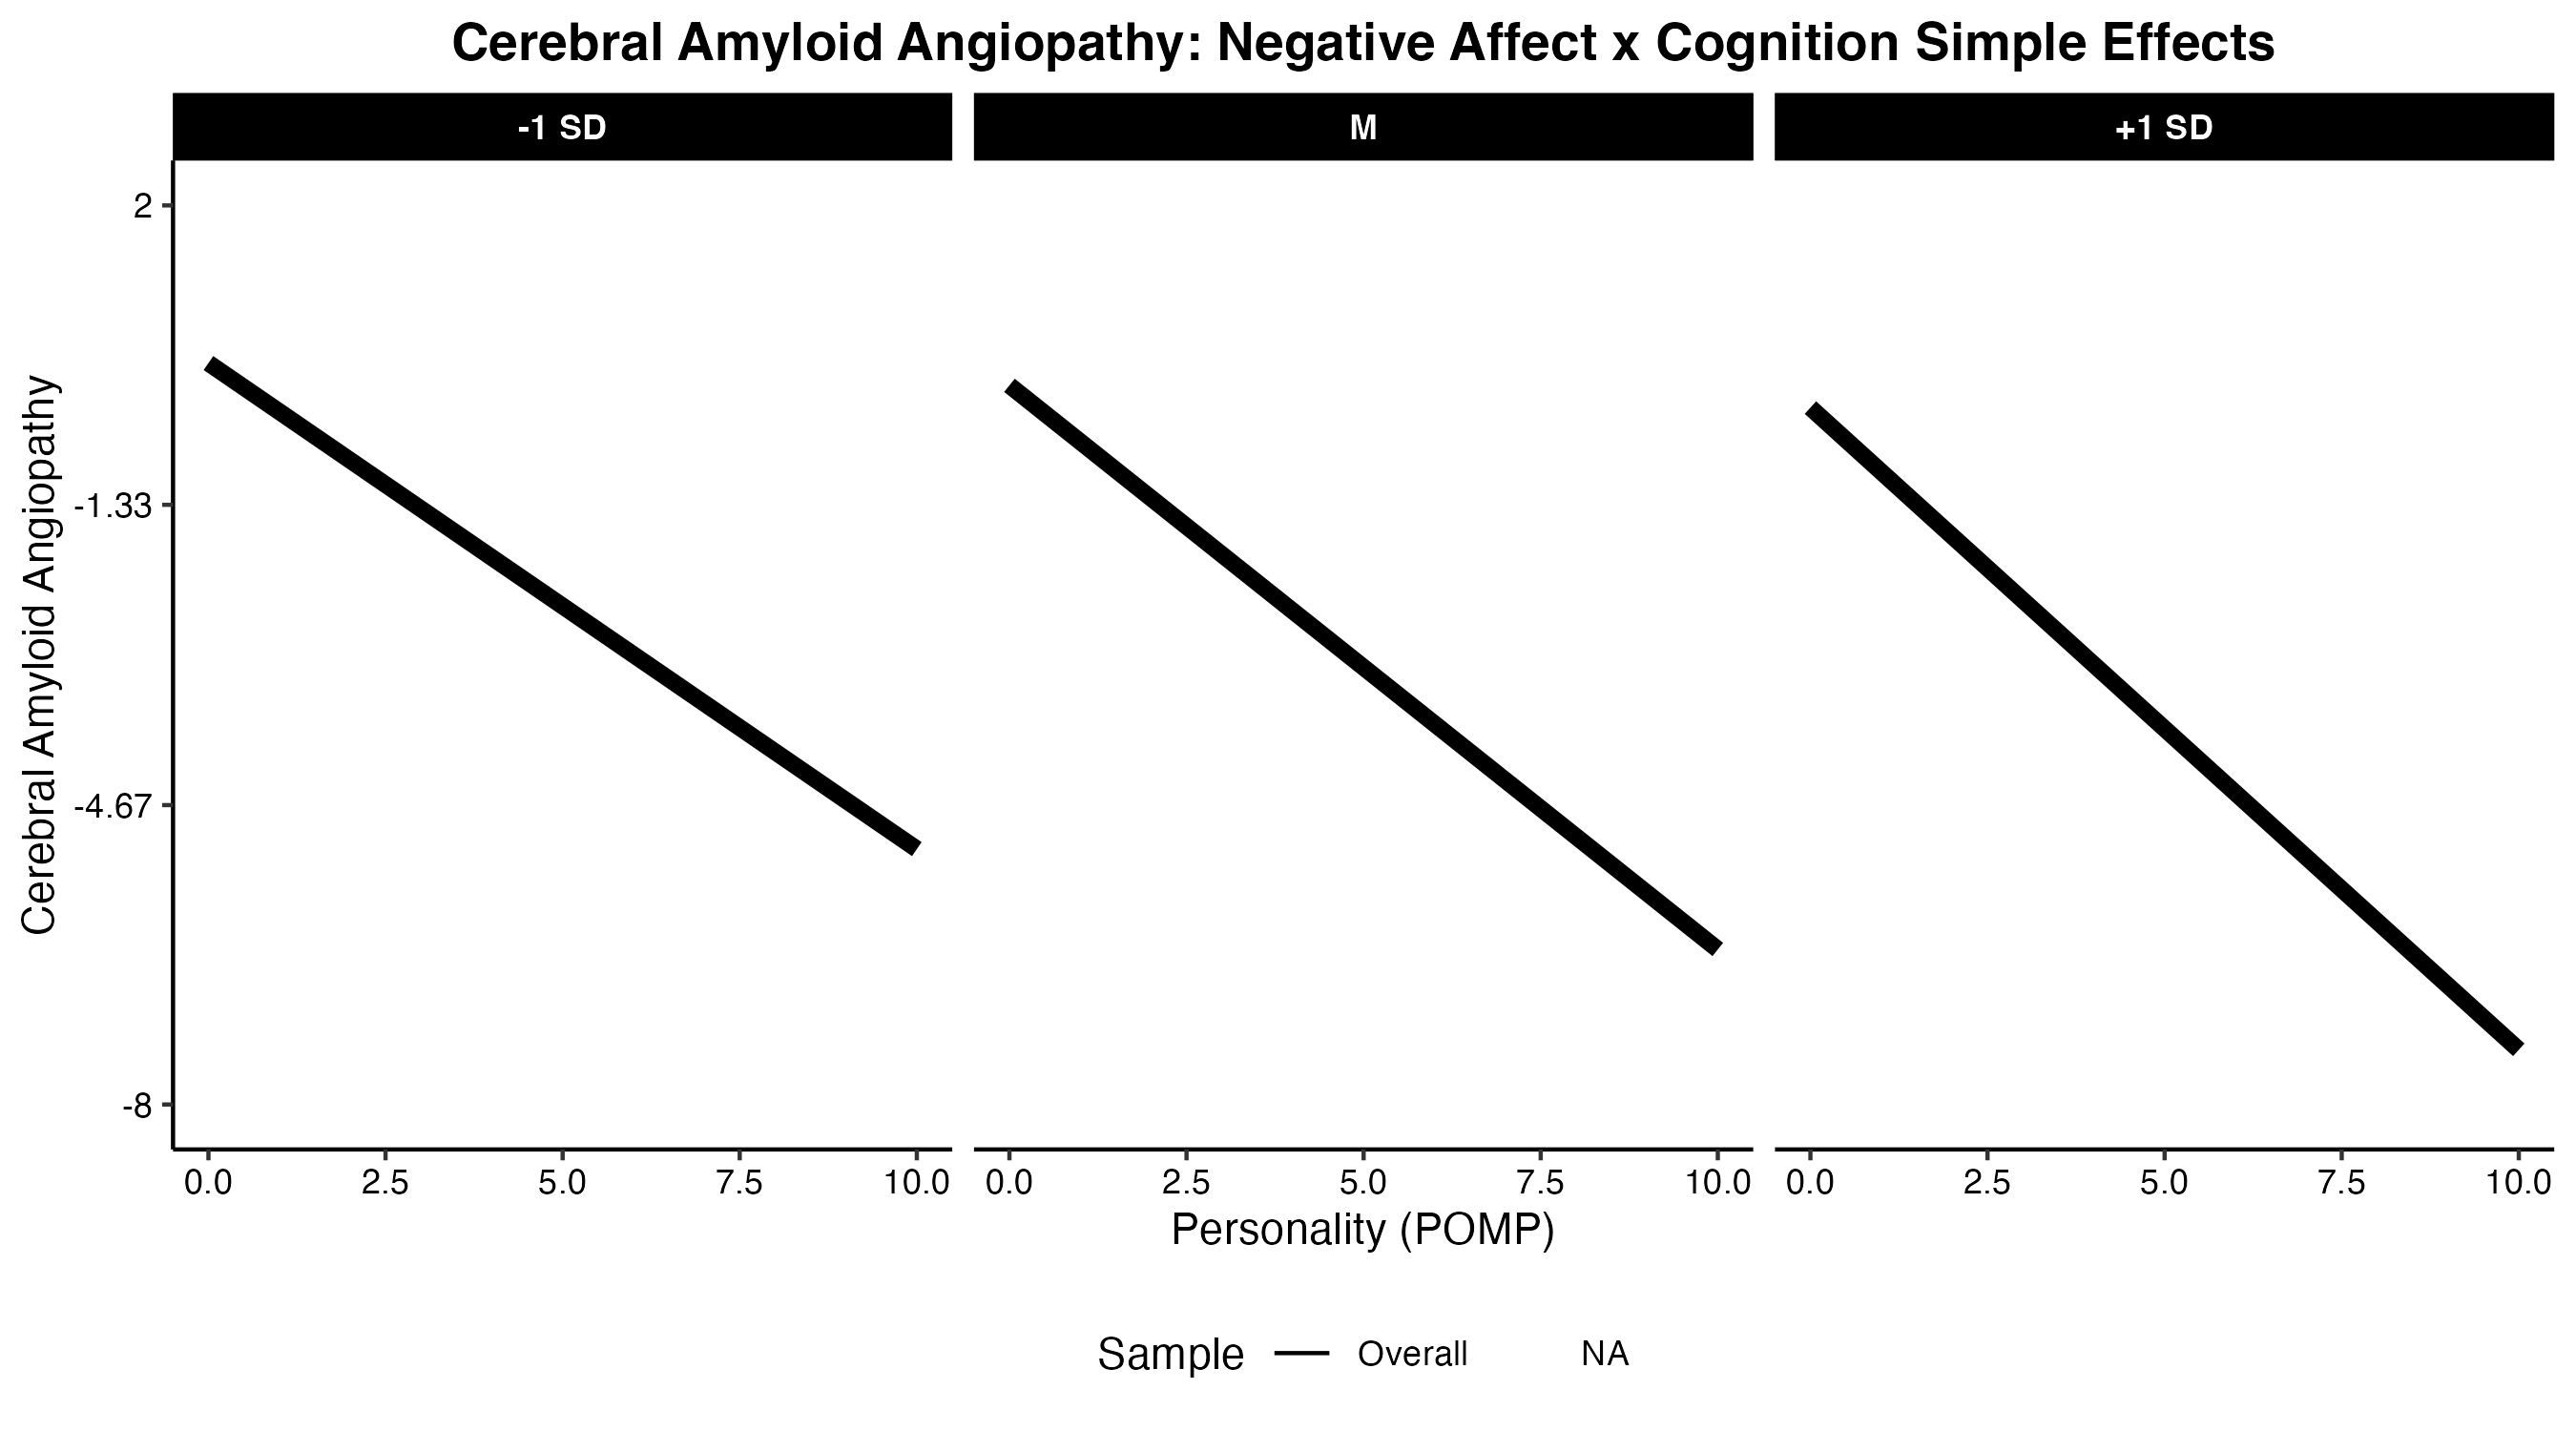 Cerebral Amyloid Angiopathy: Negative Affect x Cognition Simple Effects
-1 SD
M
+1 SD
Cerebral Amyloid Angiopathy
2
-1.33
-4.67
-8
0.0 2.5 5.0 7.5 10.0
0.0 2.5 5.0 7.5 10.0
0.0 2.5 5.0 7.5 10.0
Personality (POMP)
Sample Overall NA